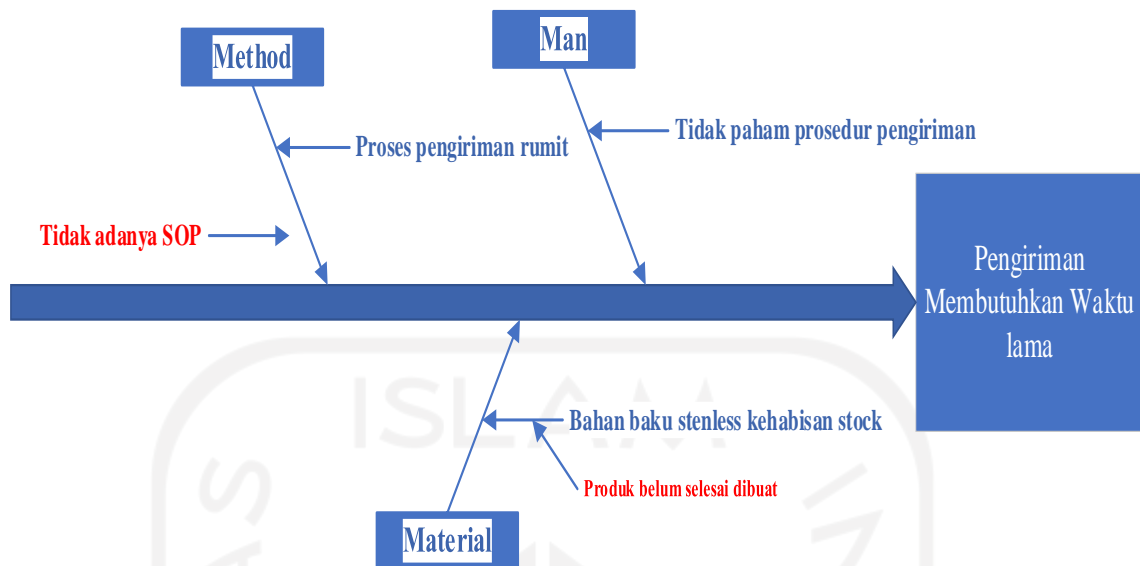 Method
Man
Proses pengiriman rumit
Tidak paham prosedur pengiriman
Tidak adanya SOP
Pengiriman
Membutuhkan Waktu
lama
Bahan baku stenless kehabisan stock
Produk belum selesai dibuat
Material
ISLAM